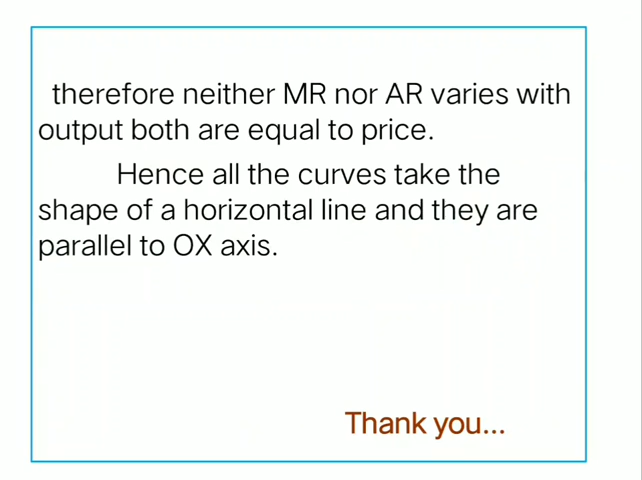 therefore neither MR nor AR varies with
output both are equal to price.
Hence all the curves take the
shape of a horizontal line and they are
parallel to OX axis.
Thank you...